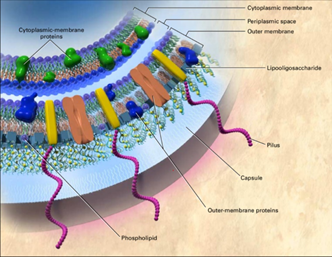 Cytoplasmic membrane
Periplasmic space
Outer membrane
Cytoplasmic-membrane
proteins
Lipooligosaccharide
Pilus
Capsule
Outer-membrane proteins
Phospholipid